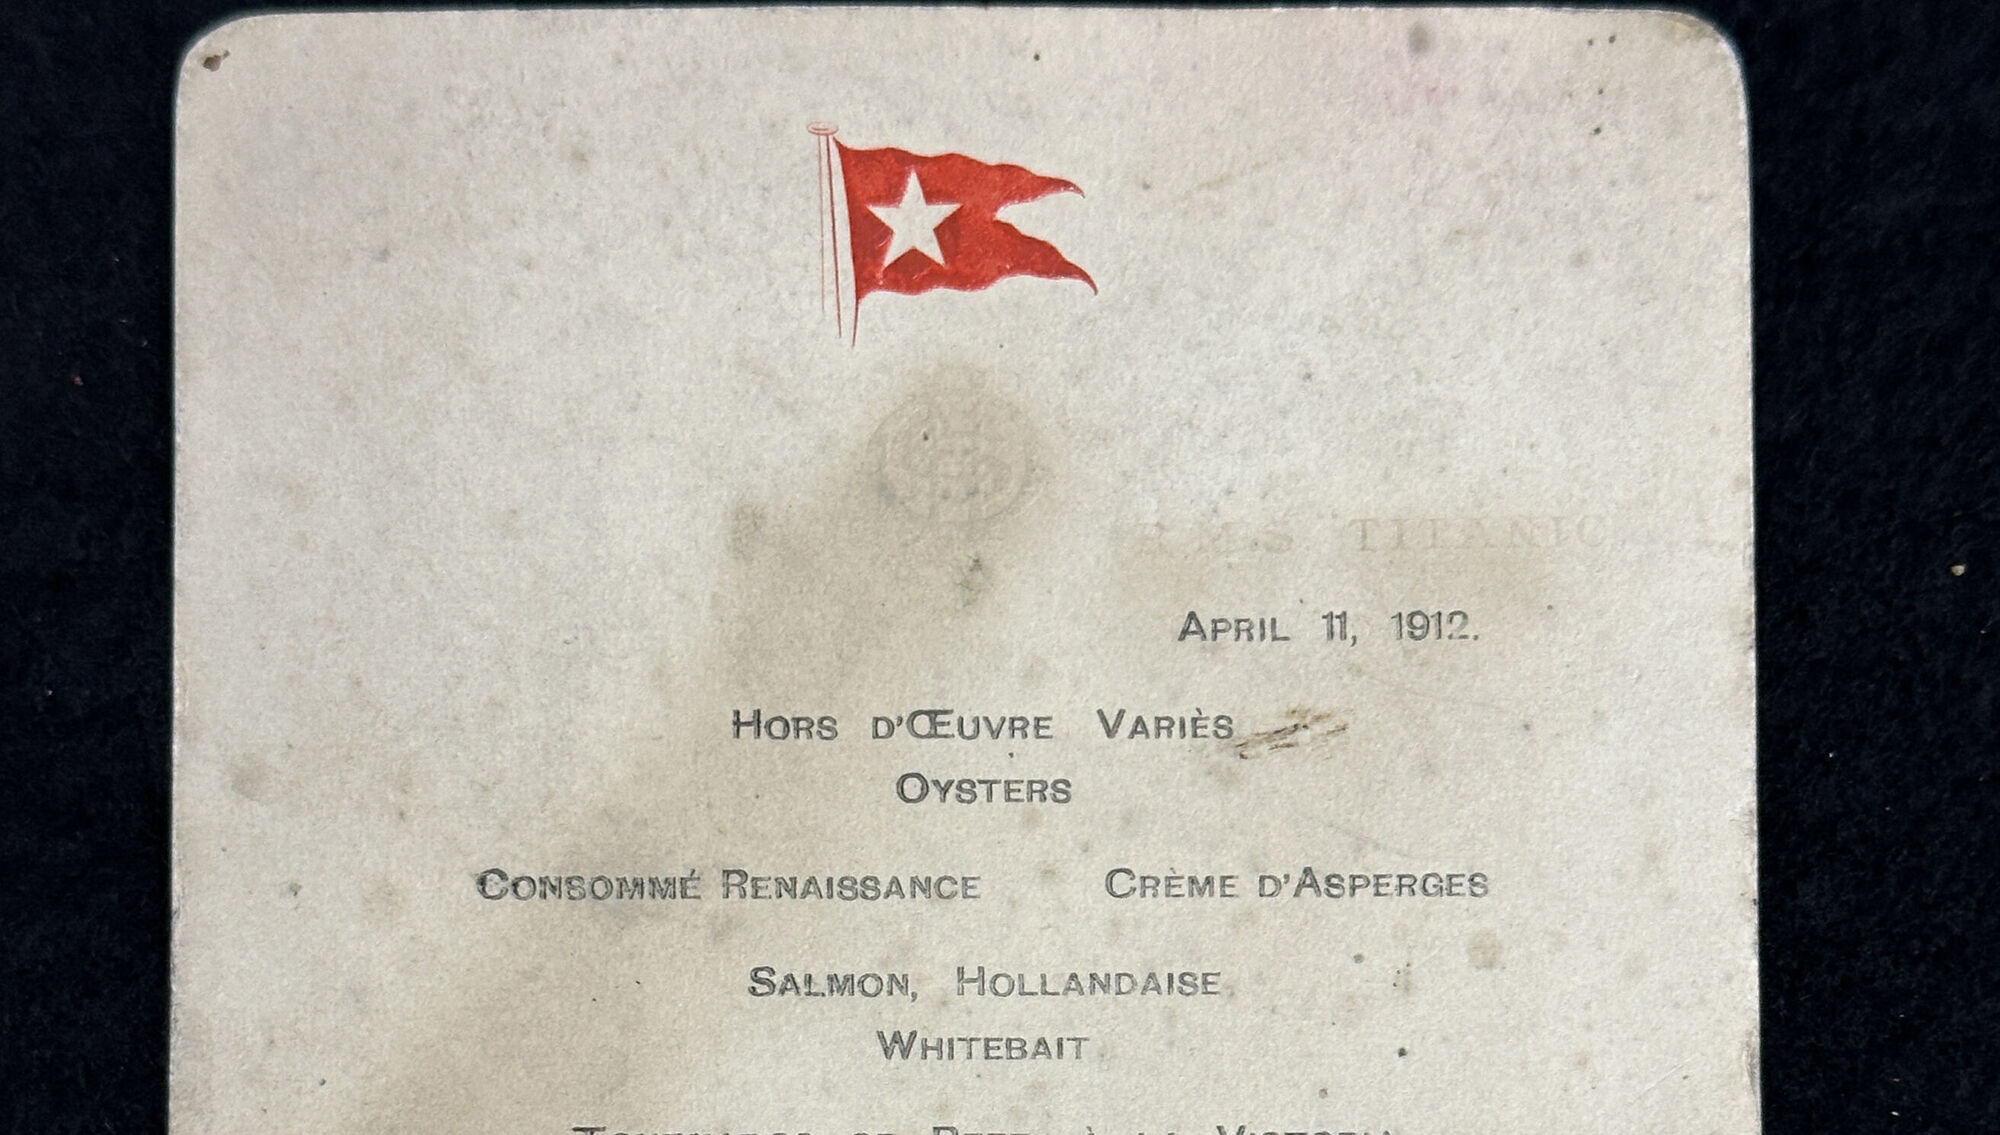 R.M.S. TITANIC
APRIL 11, 1912.
HORS D'ŒUVRE VARIÈS
OYSTERS
CONSOMMÉ RENAISSANCE CRÈME D'ASPERGES
SALMON, HOLLANDAISE
WHITEBAIT